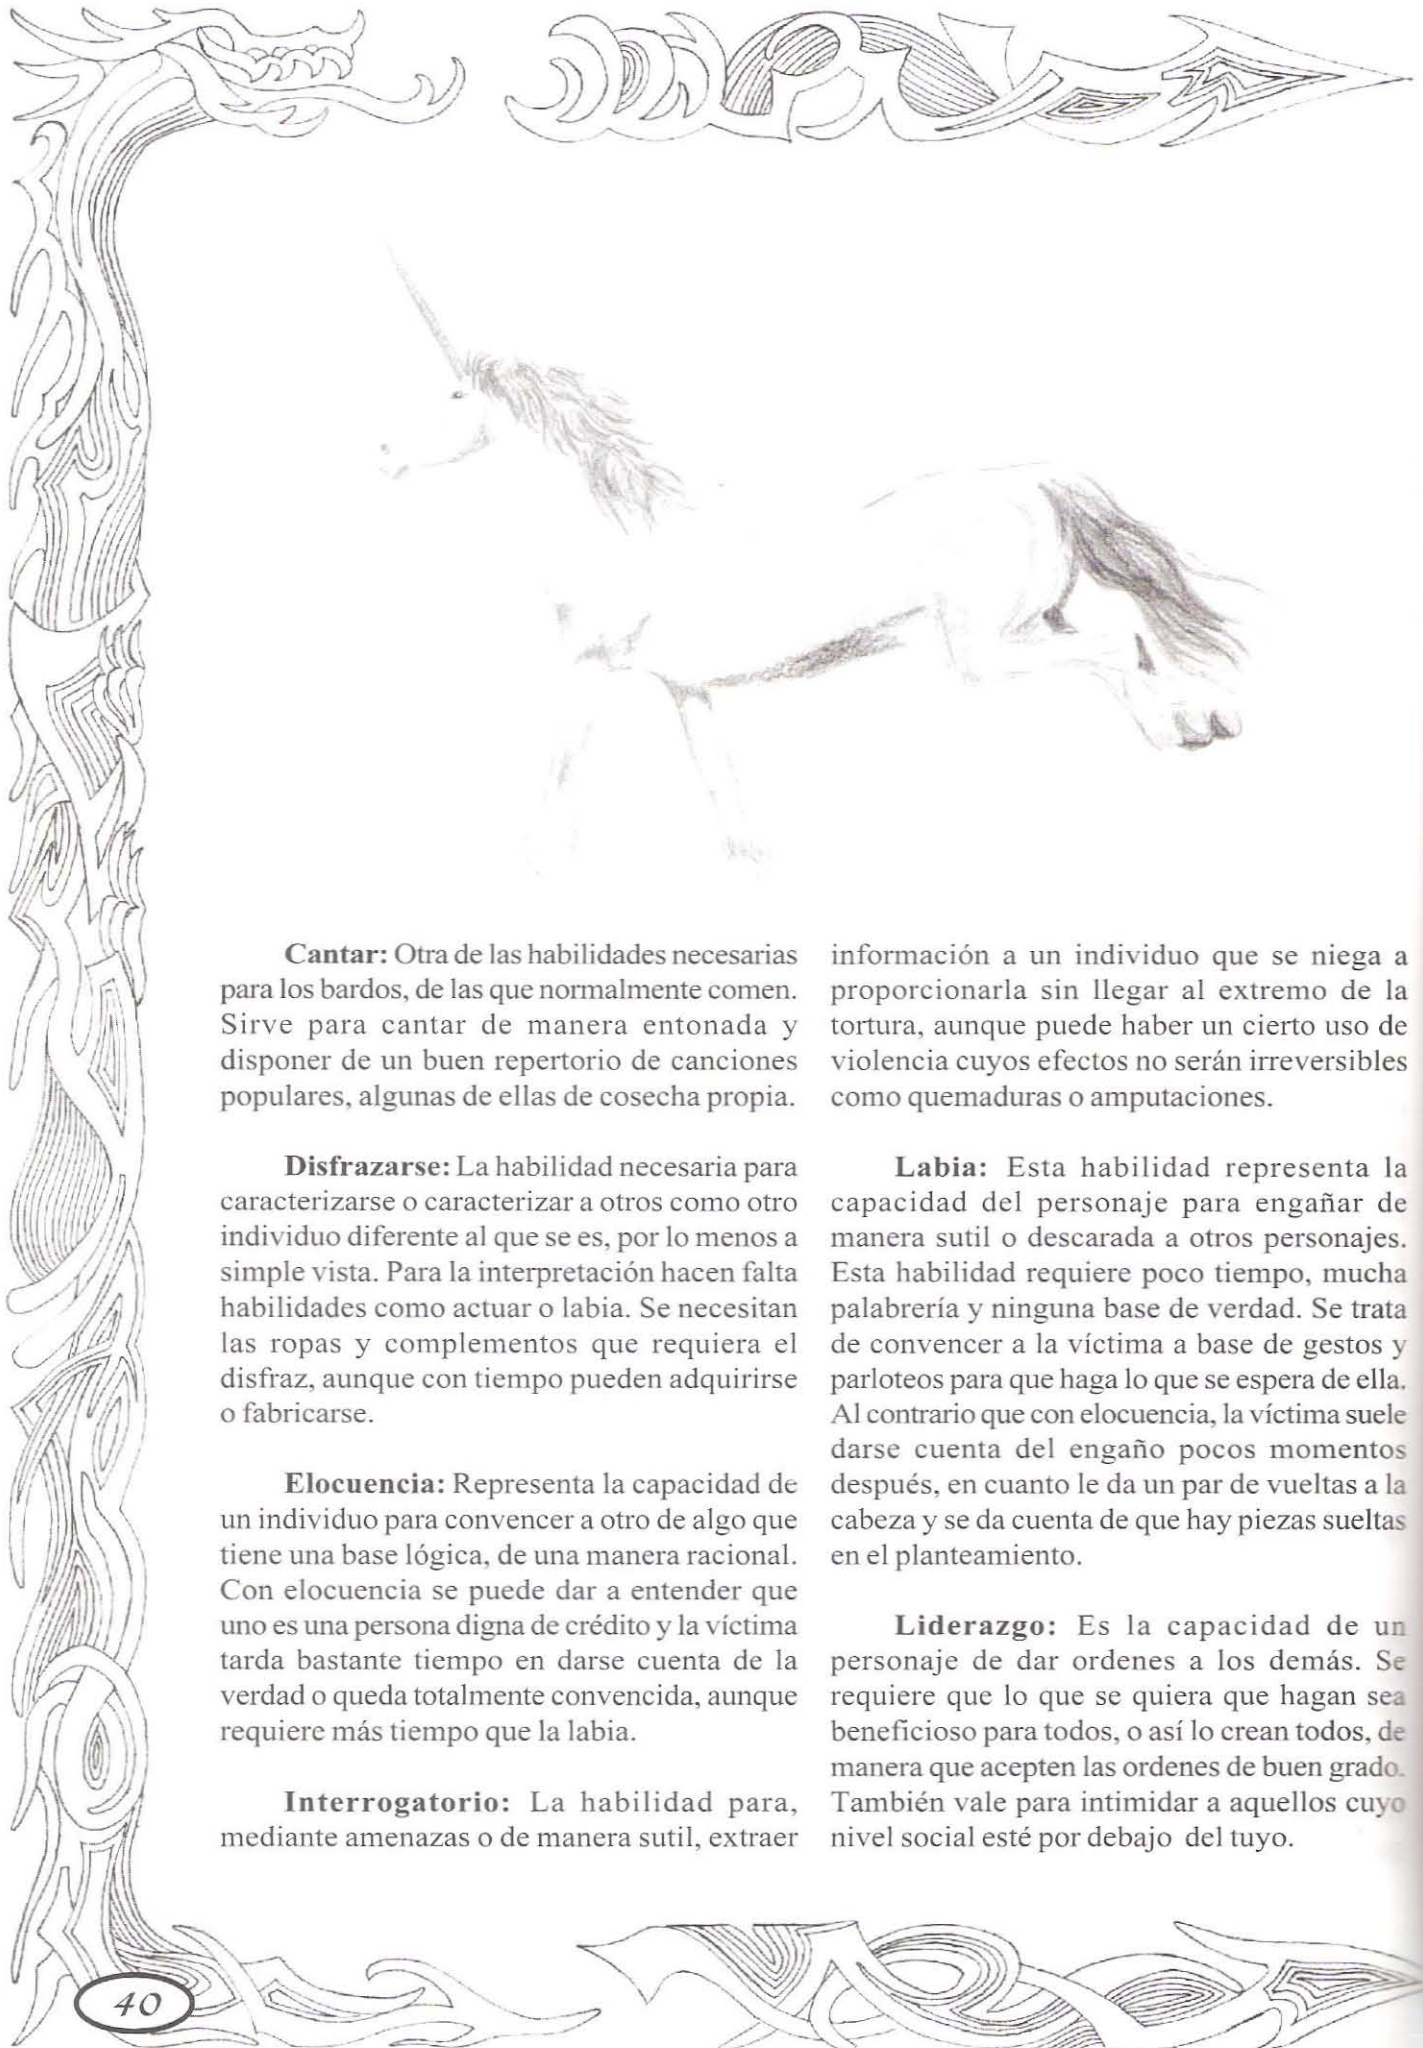 Cantar: Otra de las habilidades necesarias
para los bardos, de las que normalmente comen.
Sirve para cantar de manera entonada y
disponer de un buen repertorio de canciones
populares, algunas de ellas de cosecha propia.
Disfrazarse: La habilidad necesaria para
caracterizarse o caracterizar a otros como otro
individuo diferente al que se es, por lo menos a
simple vista. Para la interpretación hacen falta
habilidades como actuar o labia. Se necesitan
las ropas y complementos que requiera el
disfraz, aunque con tiempo pueden adquirirse
o fabricarse.
Elocuencia: Representa la capacidad de
un individuo para convencer a otro de algo que
tiene una base lógica, de una manera racional.
Con elocuencia se puede dar a entender que
uno es una persona digna de crédito y la víctima
tarda bastante tiempo en darse cuenta de la
verdad o queda totalmente convencida, aunque
requiere más tiempo que la labia.
Interrogatorio: La habilidad para,
mediante amenazas o de manera sutil, extraer
información a un individuo que se niega a
proporcionarla sin llegar al extremo de la
tortura, aunque puede haber un cierto uso de
violencia cuyos efectos no serán irreversibles
como quemaduras o amputaciones.
Labia: Esta habilidad representa la
capacidad del personaje para engañar de
manera sutil o descarada a otros personajes.
Esta habilidad requiere poco tiempo, mucha
palabrería y ninguna base de verdad. Se trata
de convencer a la víctima a base de gestos y
parloteos para que haga lo que se espera de ella.
Al contrario que con elocuencia, la víctima suele
darse cuenta del engaño pocos momentos
después, en cuanto le da un par de vueltas a la
cabeza y se da cuenta de que hay piezas sueltas
en el planteamiento.
Liderazgo: Es la capacidad de un
personaje de dar ordenes a los demás. Se
requiere que lo que se quiera que hagan sea
beneficioso para todos, o así lo crean todos, de
manera que acepten las ordenes de buen grado.
También vale para intimidar a aquellos cuyo
nivel social esté por debajo del tuyo.
40